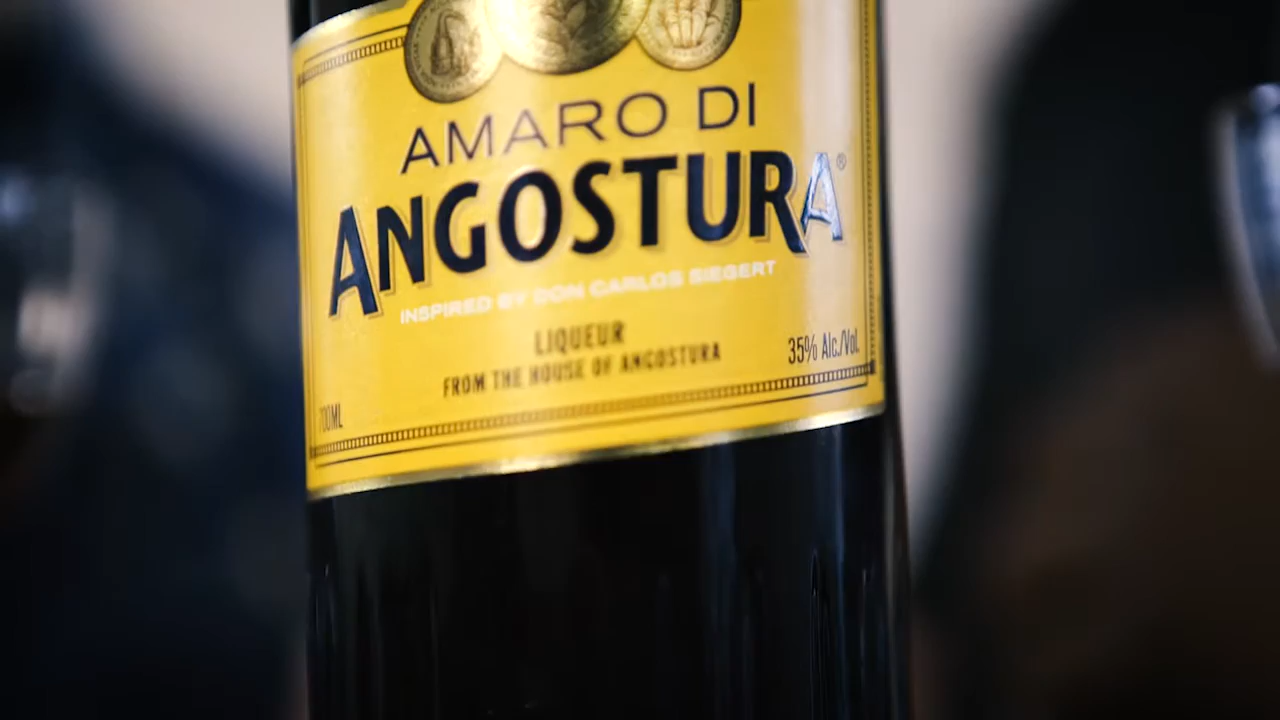 AMARO DI
ANGOSTURA®
INSPIRED BY DON CARLOS SIEGERT
LIQUEUR
FROM THE HOUSE OF ANGOSTURA
35% Alc./Vol.
700ML